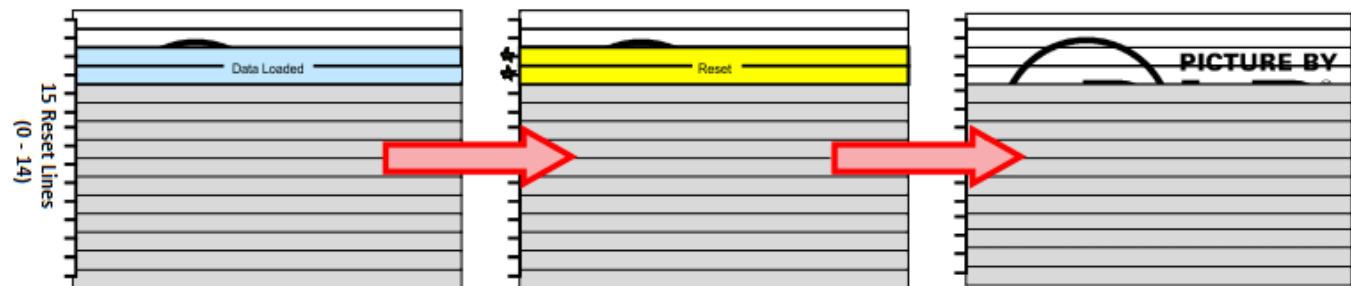 15 Reset Lines
(0 - 14)
Data Loaded
Reset
PICTURE BY